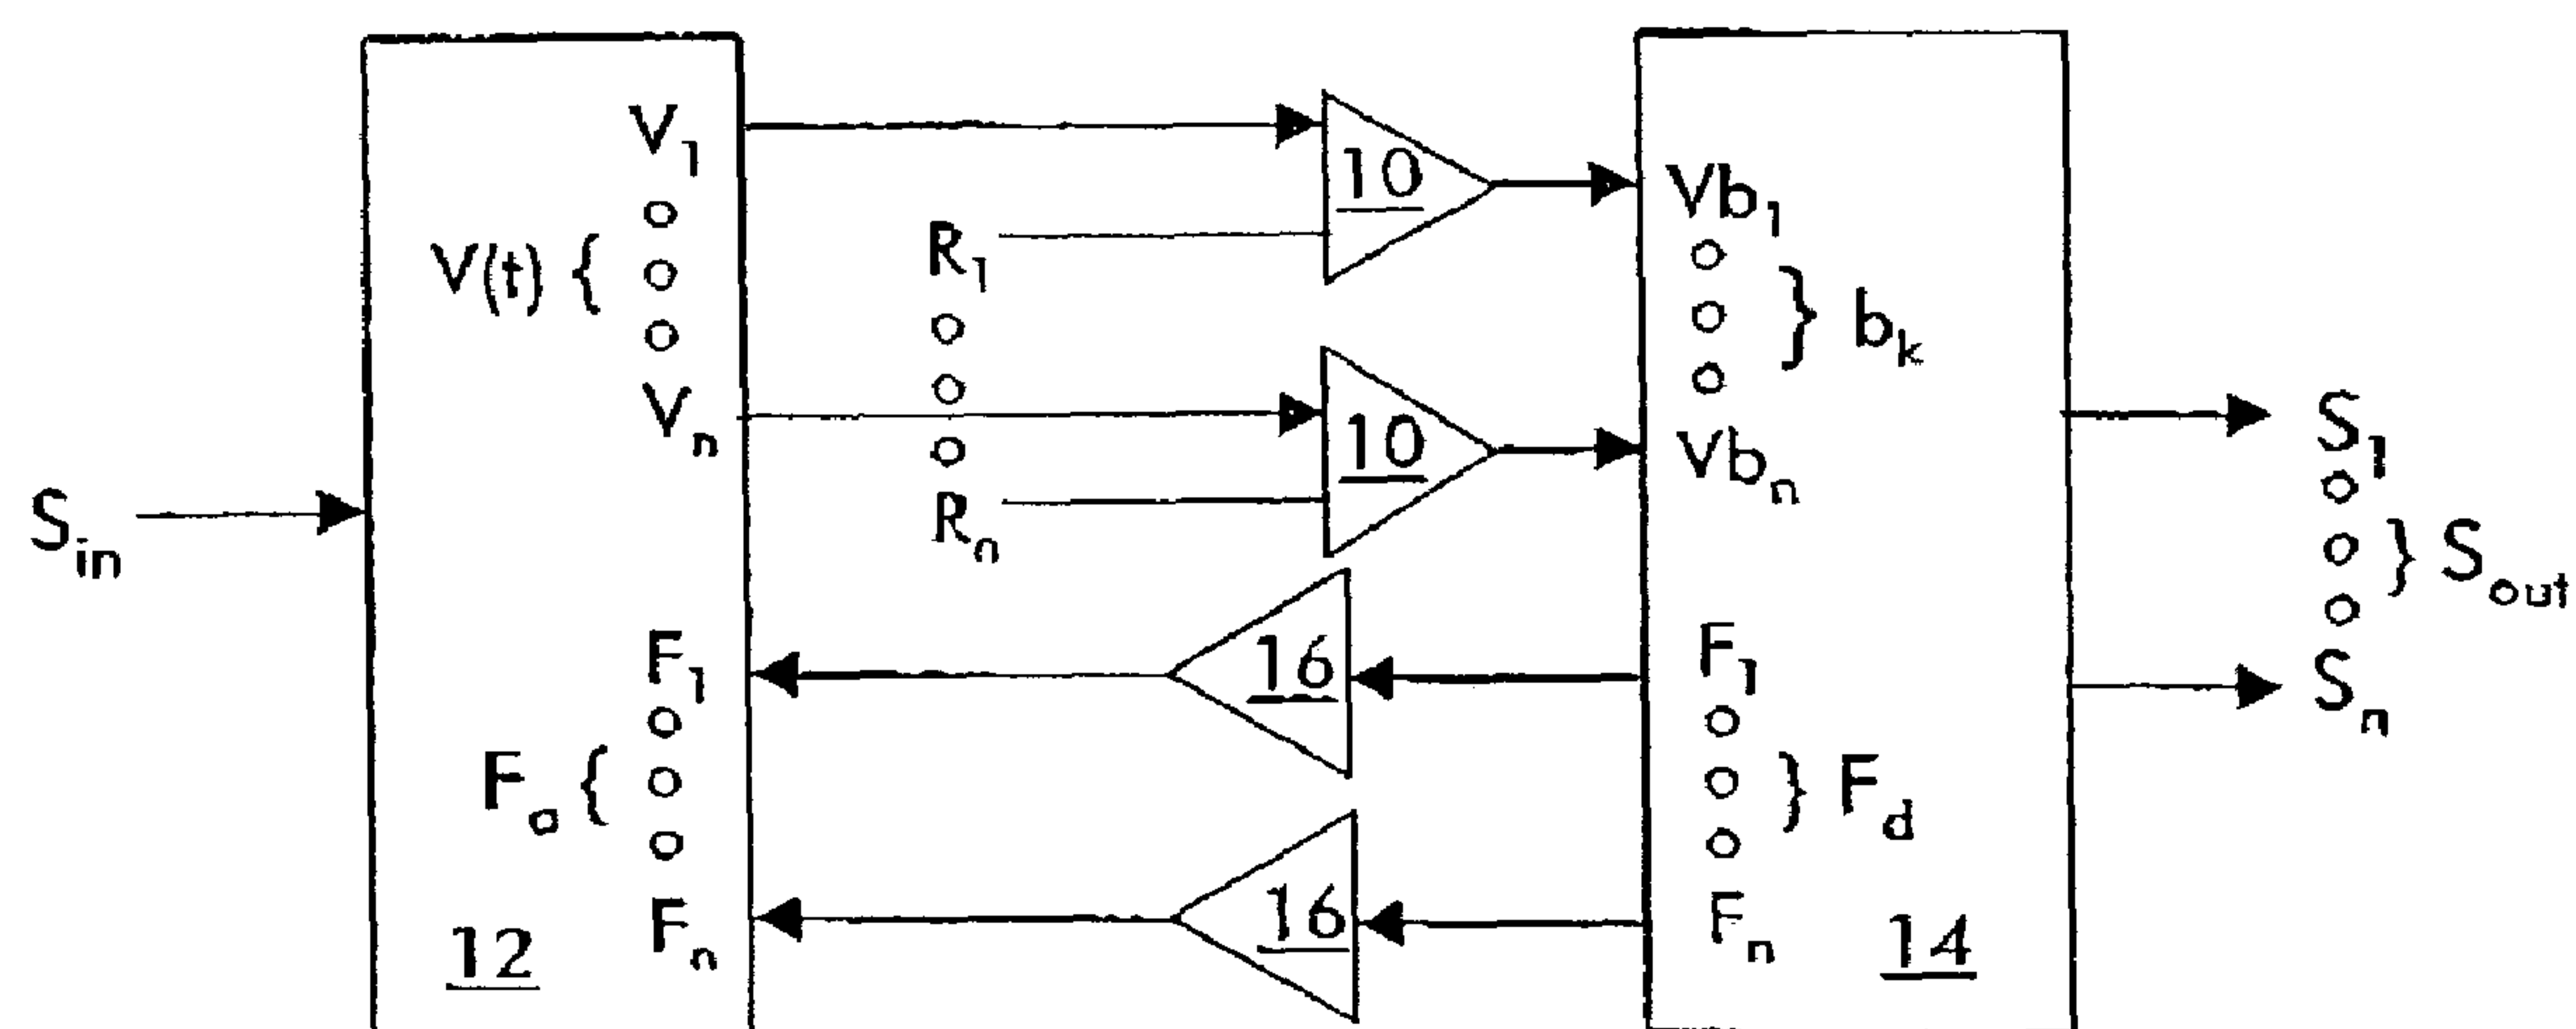 V₁
10
Vb₁
R₁
V(t) {
} bₖ
Vₙ
10
Vbₙ
S₁
Sᵢₙ
Rₙ
} Sₒᵤₜ
F₁
16
F₁
Sₙ
Fₐ {
} F_d
Fₙ
16
Fₙ
12
14